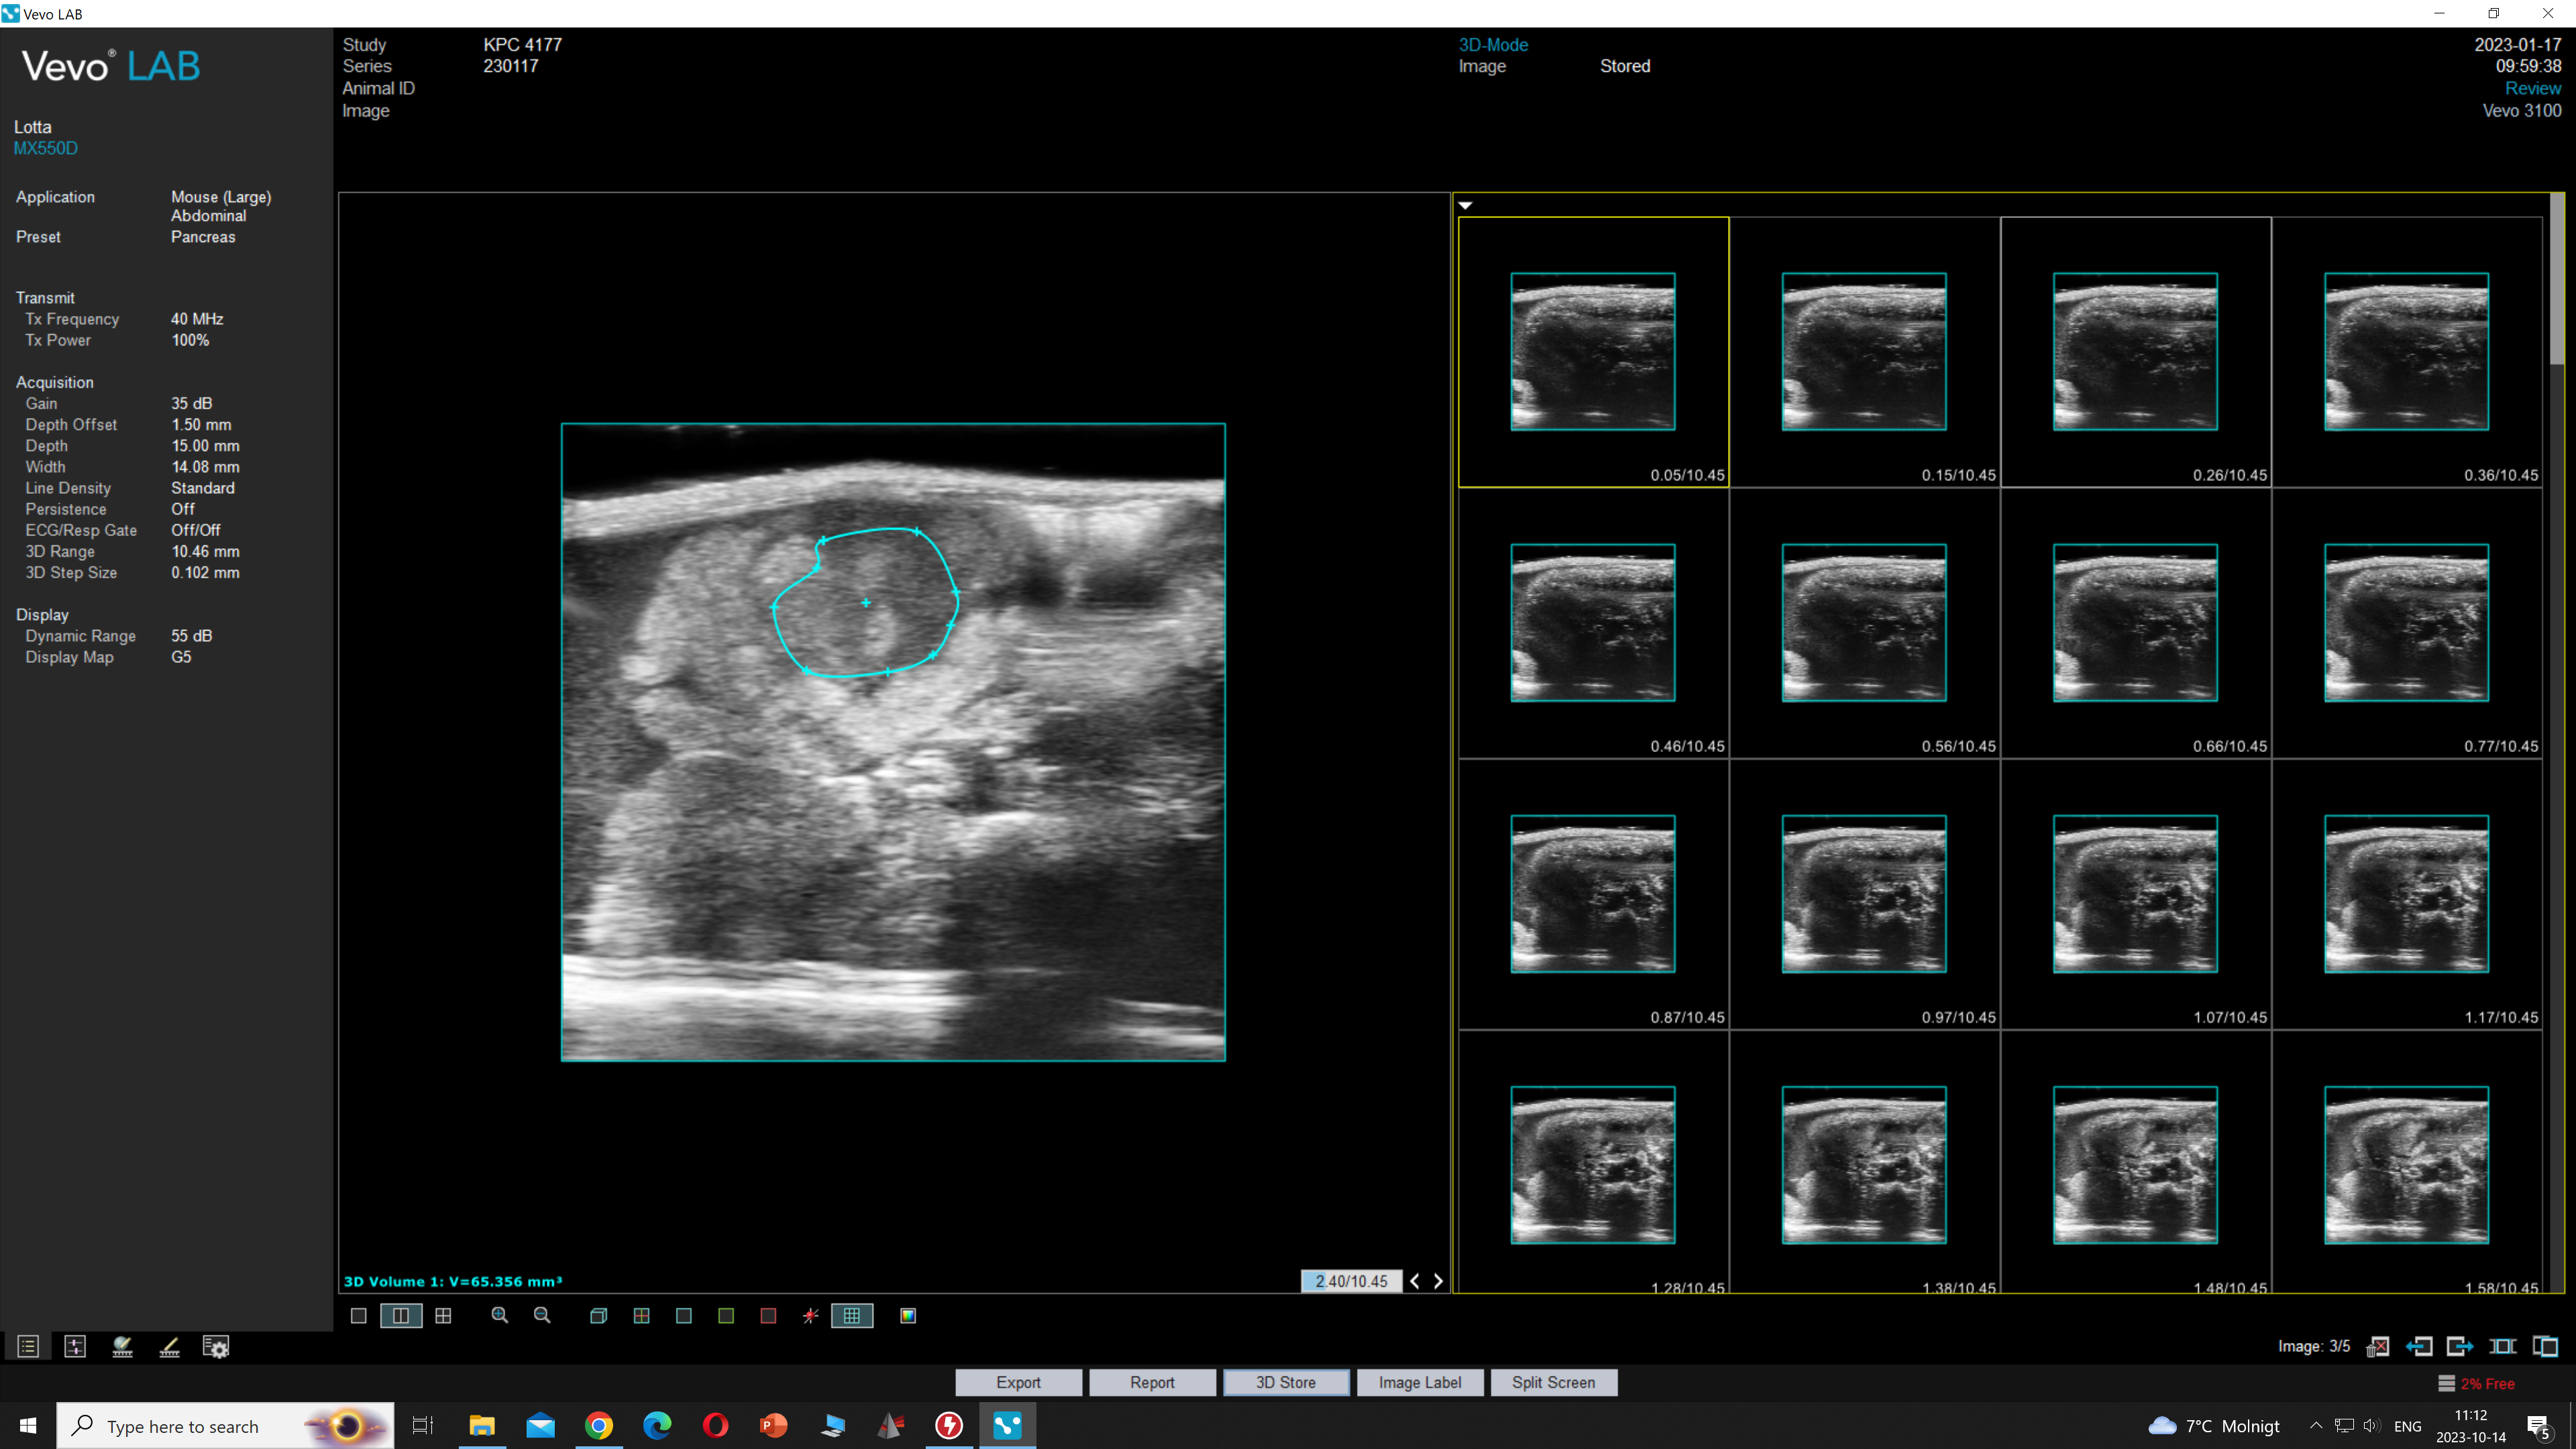 Vevo LAB
Vevo® LAB
Lotta
MX550D
Application Mouse (Large)
Abdominal
Preset Pancreas
Transmit
Tx Frequency 40 MHz
Tx Power 100%
Acquisition
Gain 35 dB
Depth Offset 1.50 mm
Depth 15.00 mm
Width 14.08 mm
Line Density Standard
Persistence Off
ECG/Resp Gate Off/Off
3D Range 10.46 mm
3D Step Size 0.102 mm
Display
Dynamic Range 55 dB
Display Map G5
Study KPC 4177
Series 230117
Animal ID
Image
3D-Mode
Image Stored
2023-01-17
09:59:38
Review
Vevo 3100
0.05/10.45 0.15/10.45 0.26/10.45 0.36/10.45
0.46/10.45 0.56/10.45 0.66/10.45 0.77/10.45
0.87/10.45 0.97/10.45 1.07/10.45 1.17/10.45
1.28/10.45 1.38/10.45 1.48/10.45 1.58/10.45
3D Volume 1: V=65.356 mm³
2.40/10.45
Image: 3/5
Export Report 3D Store Image Label Split Screen
2% Free
Type here to search
7°C Molnigt
ENG
11:12
2023-10-14
5